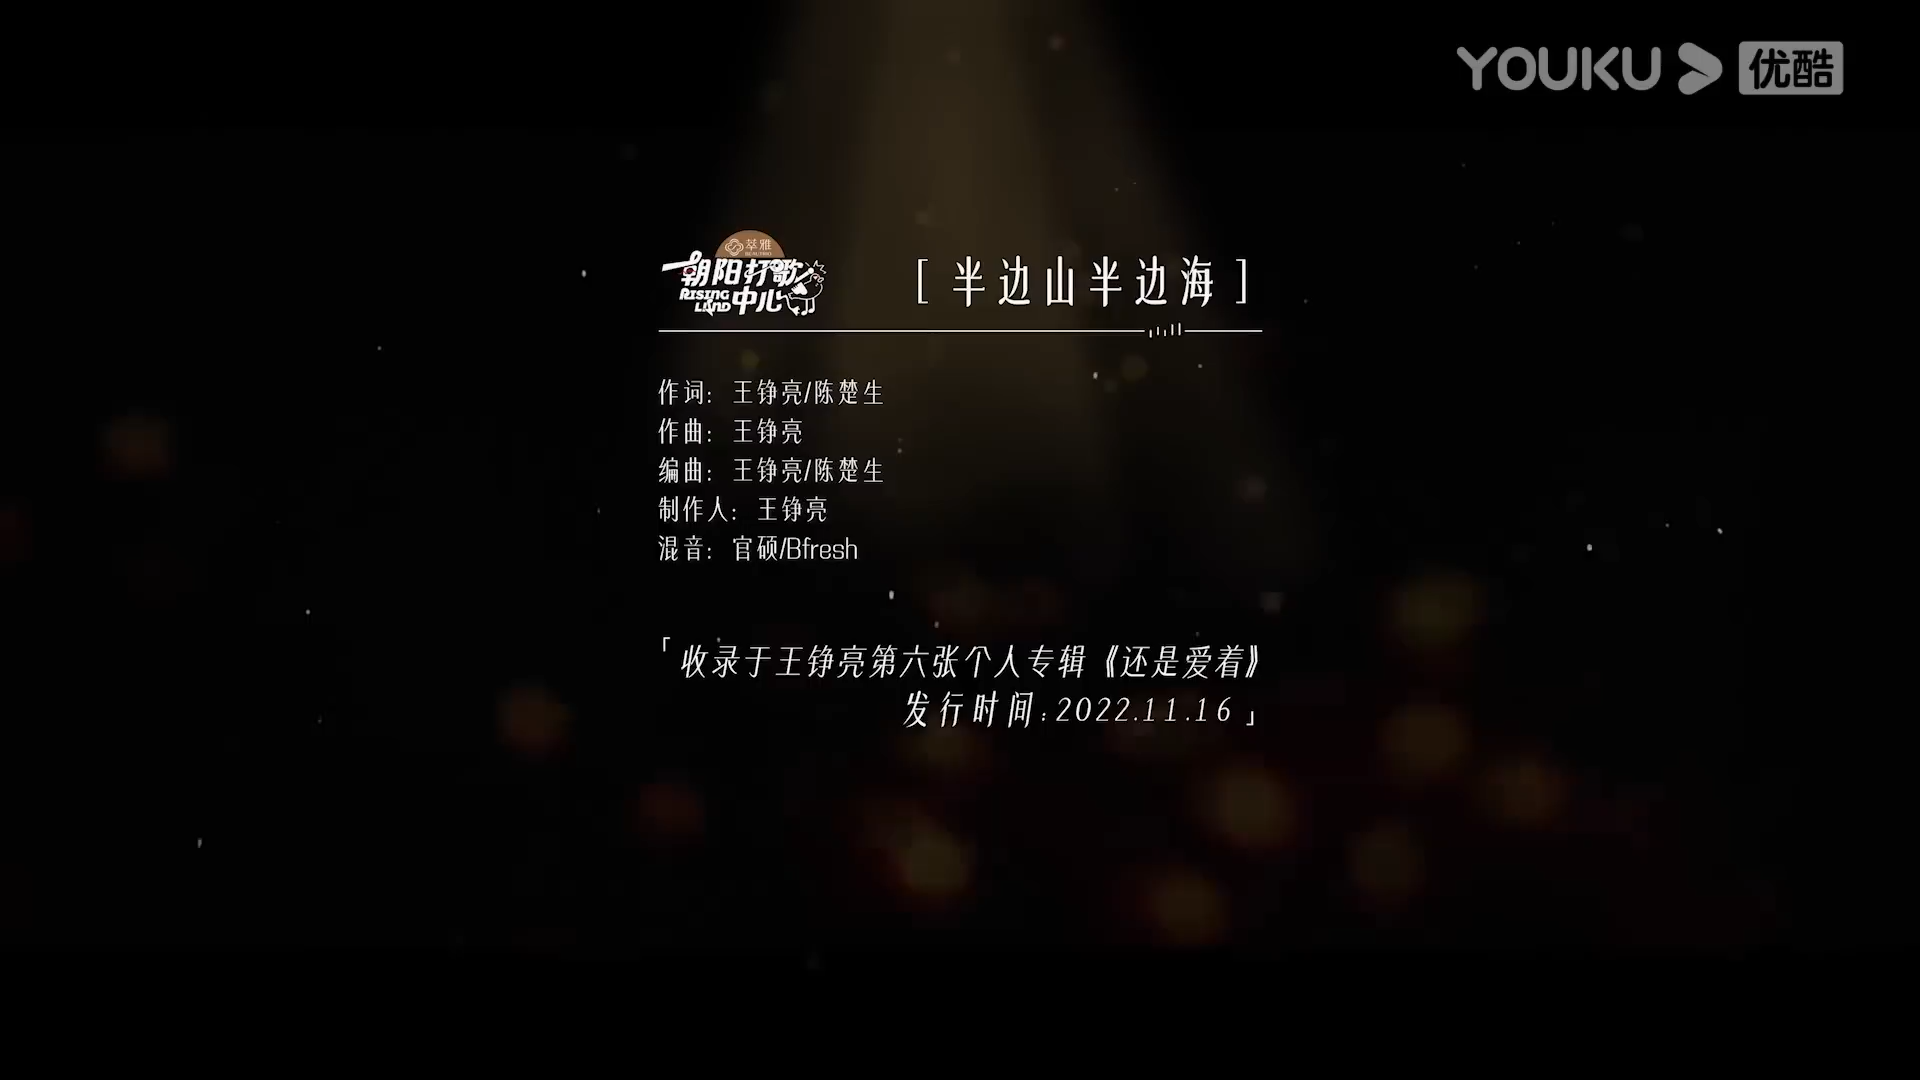 YOUKU 优酷
萃雅
朝阳打歌中心
RISING LAND
[半边山半边海]
作词: 王铮亮/陈楚生
作曲: 王铮亮
编曲: 王铮亮/陈楚生
制作人: 王铮亮
混音: 官硕/Bfresh
「收录于王铮亮第六张个人专辑《还是爱着》
发行时间:2022.11.16」